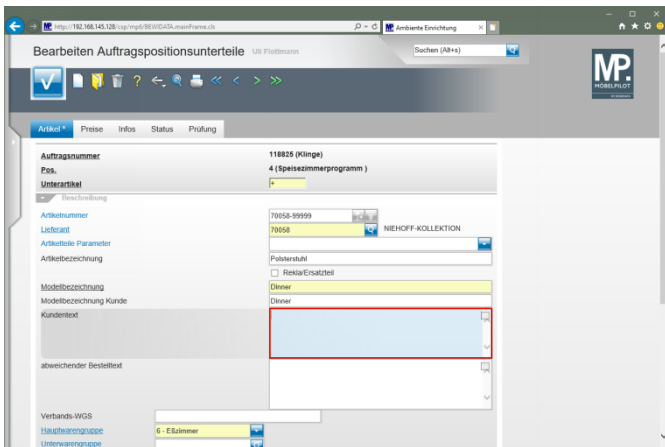 http://192.168.145.128/csp/mp6/BEWIDATA.mainFrame.cls
MP Ambiente Einrichtung
Bearbeiten Auftragspositionsunterteile Uli Flottmann
Suchen (Alt+s)
MP.
MÖBELPILOT
Artikel * Preise Infos Status Prüfung
Auftragsnummer 118825 (Klinge)
Pos. 4 (Speisezimmerprogramm )
Unterartikel +
Beschreibung
Artikelnummer 70058-99999
Lieferant 70058 NIEHOFF-KOLLEKTION
Artikelteile Parameter
Artikelbezeichnung Polsterstuhl
Rekla/Ersatzteil
Modellbezeichnung Dinner
Modellbezeichnung Kunde Dinner
Kundentext
abweichender Bestelltext
Verbands-WGS
Hauptwarengruppe 6 - Eßzimmer
Unterwarengruppe